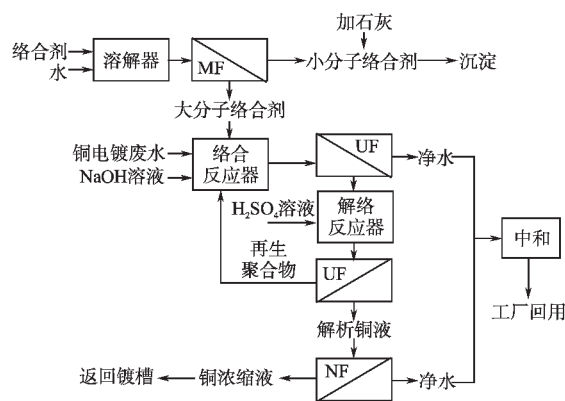 加石灰
络合剂
水
溶解器
MF
小分子络合剂
沉淀
大分子络合剂
铜电镀废水
NaOH溶液
络合
反应器
UF
净水
H₂SO₄溶液
解络
反应器
中和
再生
聚合物
UF
工厂回用
解析铜液
返回镀槽
铜浓缩液
NF
净水